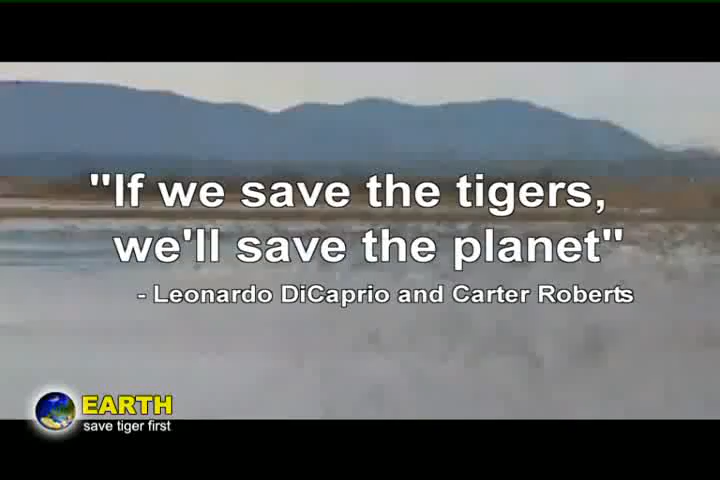 "If we save the tigers,
we'll save the planet"
- Leonardo DiCaprio and Carter Roberts
EARTH
save tiger first